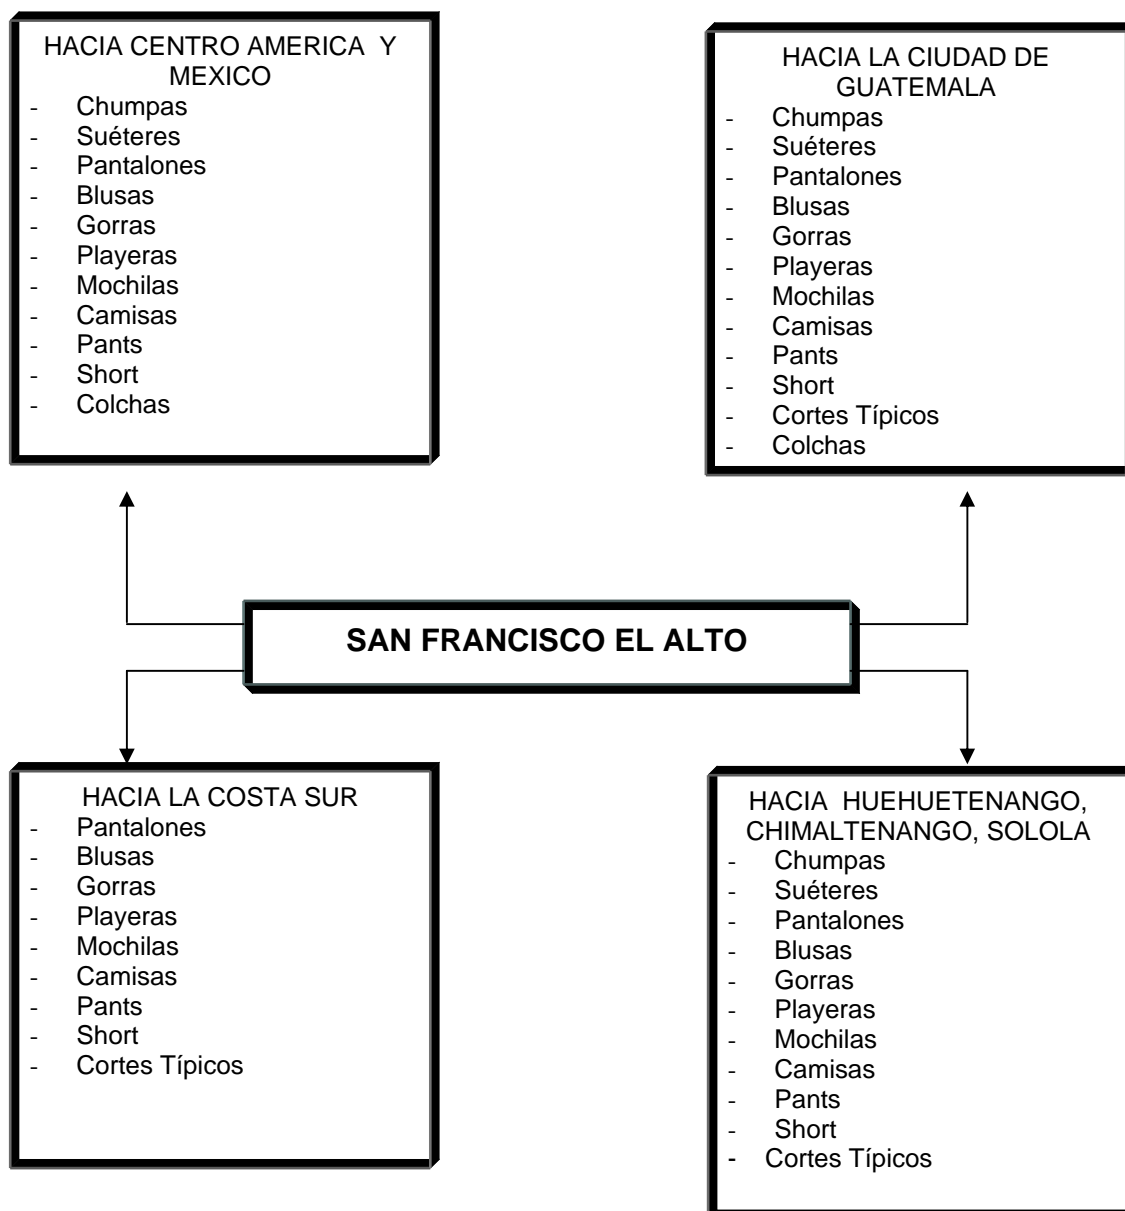 HACIA CENTRO AMERICA Y
MEXICO
- Chumpas
- Suéteres
- Pantalones
- Blusas
- Gorras
- Playeras
- Mochilas
- Camisas
- Pants
- Short
- Colchas
HACIA LA CIUDAD DE
GUATEMALA
- Chumpas
- Suéteres
- Pantalones
- Blusas
- Gorras
- Playeras
- Mochilas
- Camisas
- Pants
- Short
- Cortes Típicos
- Colchas
SAN FRANCISCO EL ALTO
HACIA LA COSTA SUR
- Pantalones
- Blusas
- Gorras
- Playeras
- Mochilas
- Camisas
- Pants
- Short
- Cortes Típicos
HACIA HUEHUETENANGO,
CHIMALTENANGO, SOLOLA
- Chumpas
- Suéteres
- Pantalones
- Blusas
- Gorras
- Playeras
- Mochilas
- Camisas
- Pants
- Short
- Cortes Típicos